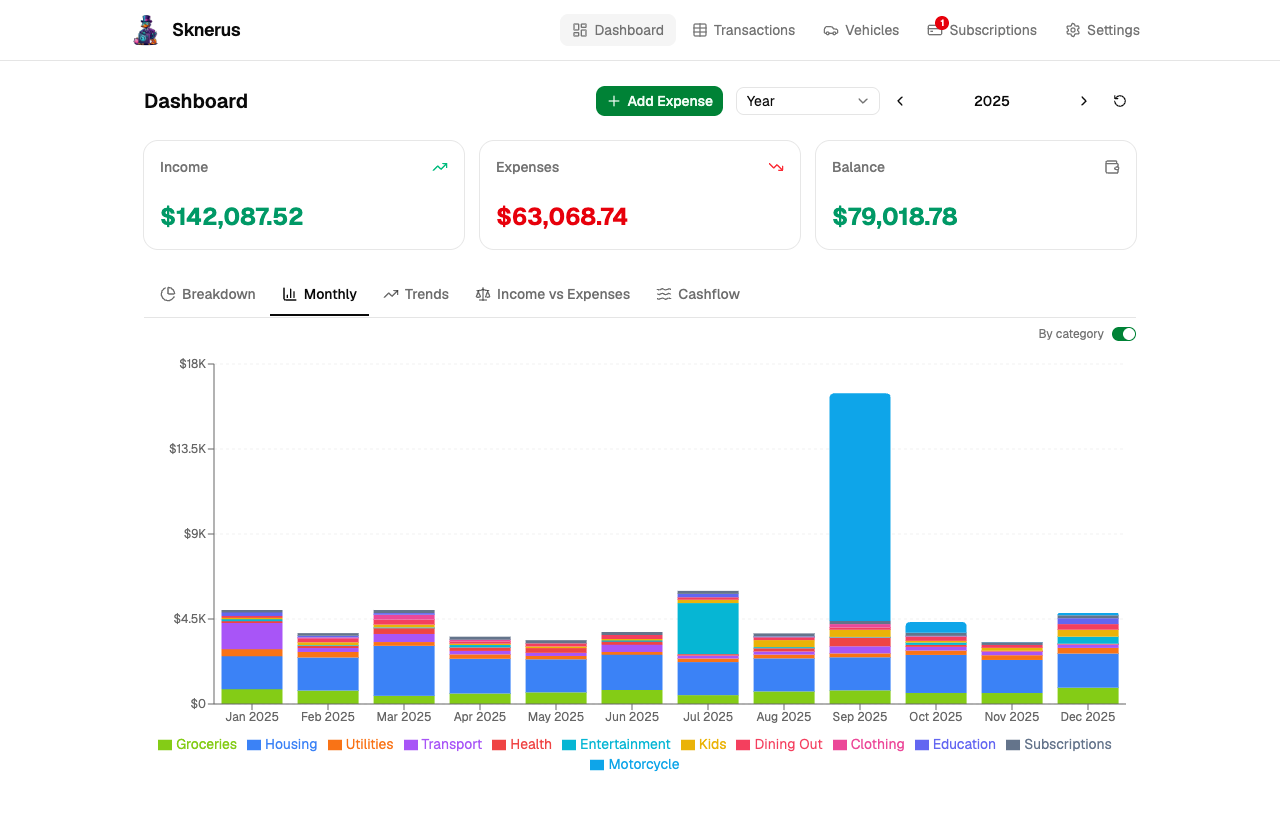 Sknerus
Dashboard
Transactions
Vehicles
1
Subscriptions
Settings
Dashboard
Add Expense
Year
2025
Income
Expenses
Balance
$142,087.52
$63,068.74
$79,018.78
Breakdown
Monthly
Trends
Income vs Expenses
Cashflow
By category
$18K
$13.5K
$9K
$4.5K
$0
Jan 2025
Feb 2025
Mar 2025
Apr 2025
May 2025
Jun 2025
Jul 2025
Aug 2025
Sep 2025
Oct 2025
Nov 2025
Dec 2025
Groceries
Housing
Utilities
Transport
Health
Entertainment
Kids
Dining Out
Clothing
Education
Subscriptions
Motorcycle